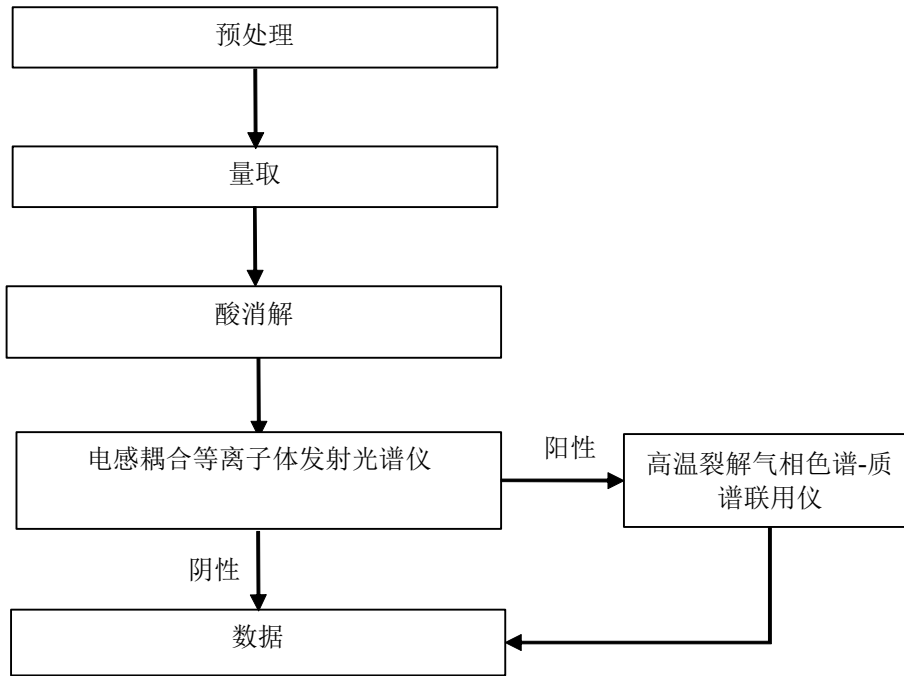 预处理
量取
酸消解
电感耦合等离子体发射光谱仪
阳性
高温裂解气相色谱-质
谱联用仪
阴性
数据